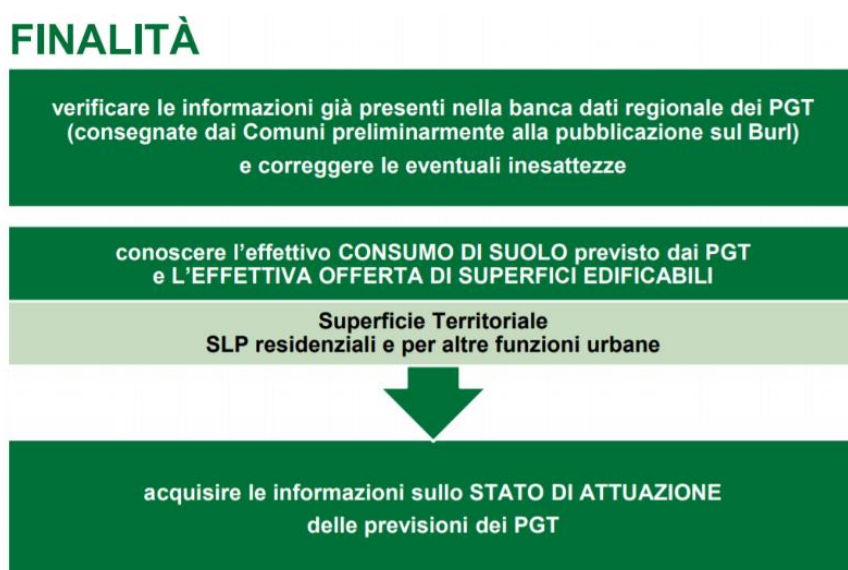 FINALITÀ
verificare le informazioni già presenti nella banca dati regionale dei PGT
(consegnate dai Comuni preliminarmente alla pubblicazione sul Burl)
e correggere le eventuali inesattezze
conoscere l'effettivo CONSUMO DI SUOLO previsto dai PGT
e L'EFFETTIVA OFFERTA DI SUPERFICI EDIFICABILI
Superficie Territoriale
SLP residenziali e per altre funzioni urbane
acquisire le informazioni sullo STATO DI ATTUAZIONE
delle previsioni dei PGT